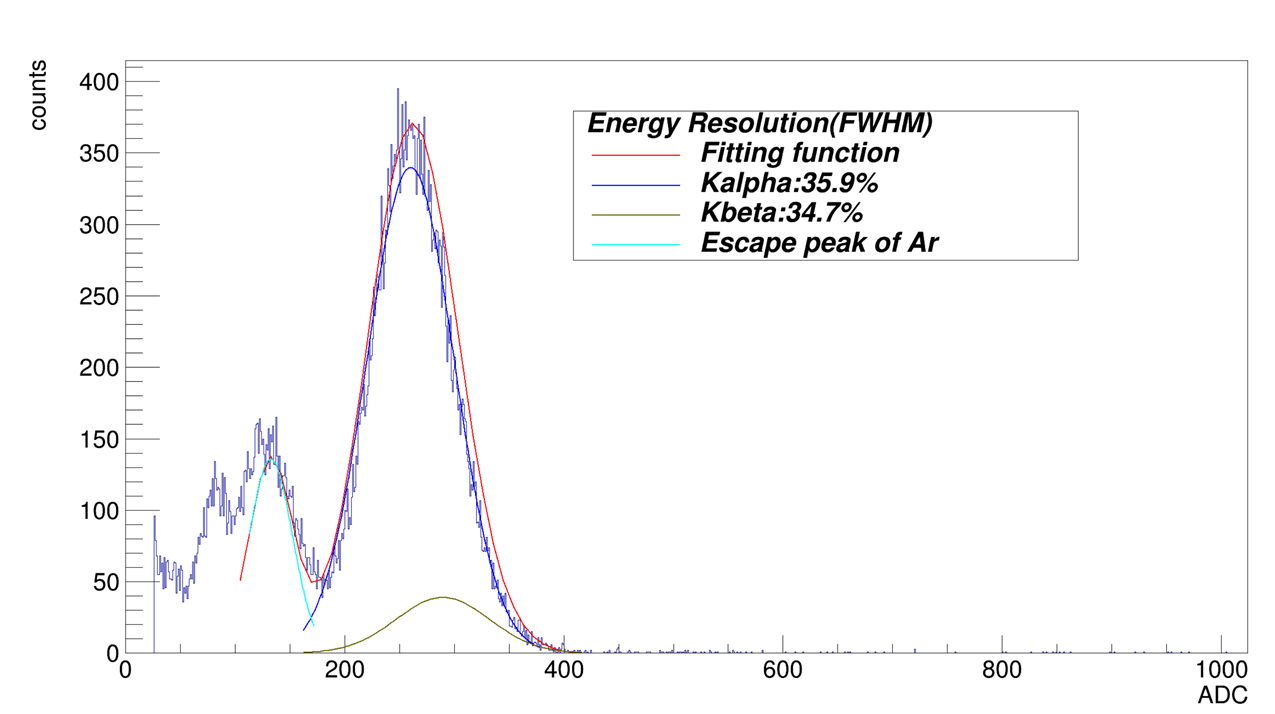 counts
400
350
300
250
200
150
100
50
0
Energy Resolution(FWHM)
Fitting function
Kalpha:35.9%
Kbeta:34.7%
Escape peak of Ar
0 200 400 600 800 1000
ADC